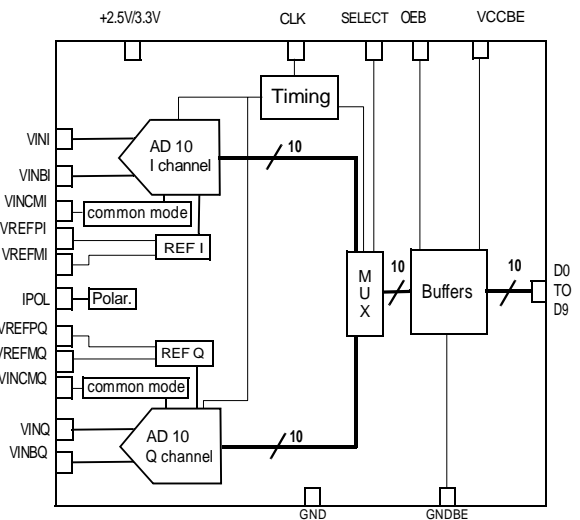 +2.5V/3.3V
CLK
SELECT
OEB
VCCBE
Timing
VINI
AD 10
I channel
10
VINBI
VINCMI
common mode
VREFPI
REF I
VREFMI
MUX
10
Buffers
10
D0
TO
D9
IPOL
Polar.
VREFPQ
REF Q
VREFMQ
VINCMQ
common mode
VINQ
AD 10
Q channel
10
VINBQ
GND
GNDBE